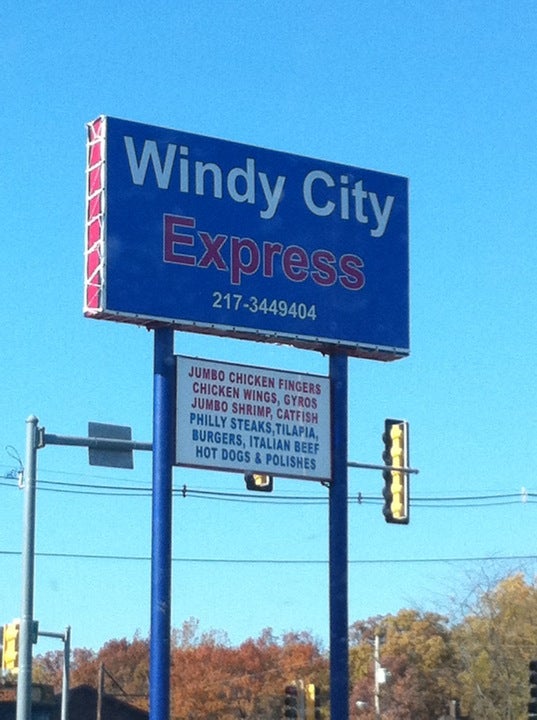 Windy City
Express
217-3449404
JUMBO CHICKEN FINGERS
CHICKEN WINGS, GYROS
JUMBO SHRIMP, CATFISH
PHILLY STEAKS,TILAPIA,
BURGERS, ITALIAN BEEF
HOT DOGS & POLISHES